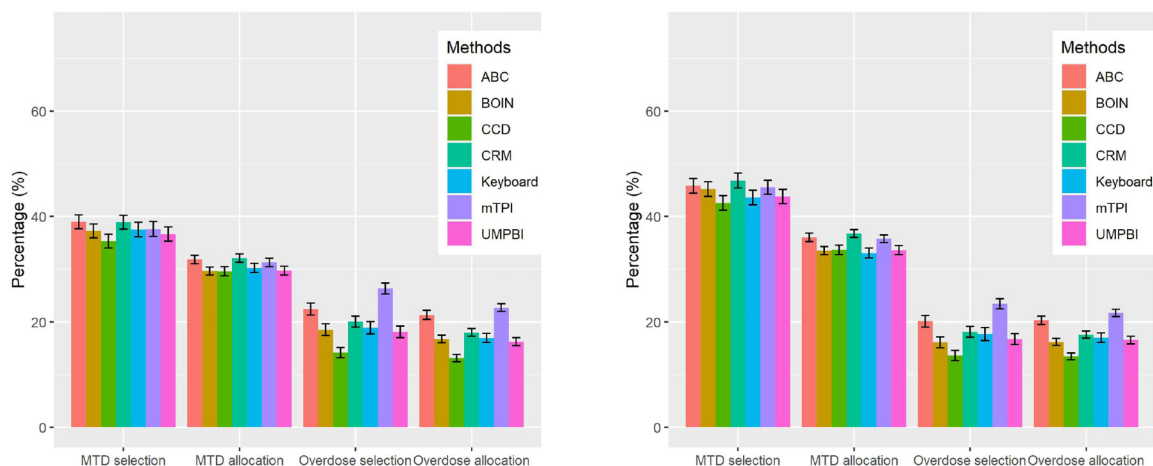 Percentage (%)
60
40
20
0
MTD selection
MTD allocation
Overdose selection
Overdose allocation
Methods
ABC
BOIN
CCD
CRM
Keyboard
mTPI
UMPBI
Percentage (%)
60
40
20
0
MTD selection
MTD allocation
Overdose selection
Overdose allocation
Methods
ABC
BOIN
CCD
CRM
Keyboard
mTPI
UMPBI